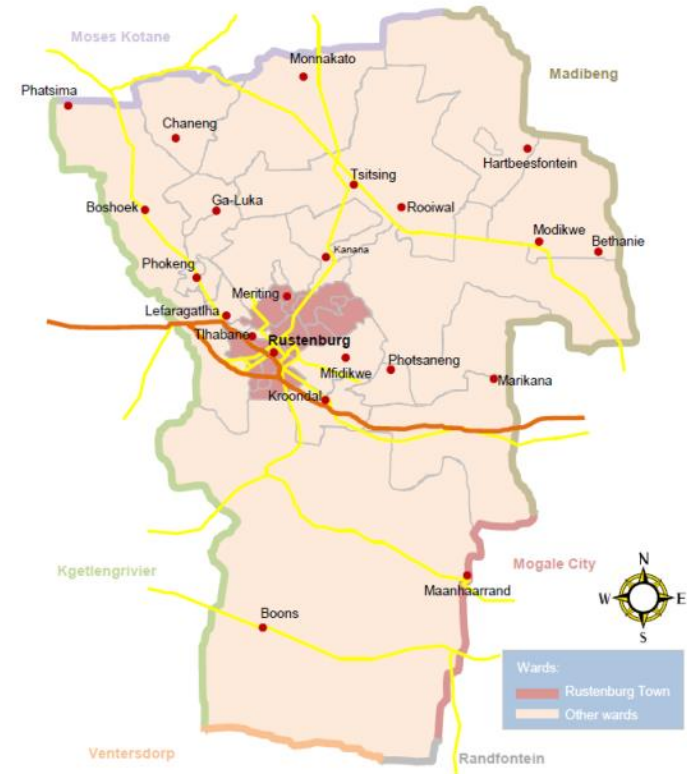 Moses Kotane
Monnakato
Madibeng
Phatsima
Chaneng
Hartbeesfontein
Tsitsing
Rooiwal
Ga-Luka
Boshoek
Modikwe
Bethanie
Kanana
Phokeng
Meriting
Lefaragatlha
Tlhabane
Rustenburg
Mfidikwe
Photsaneng
Marikana
Kroondal
Mogale City
Kgetlengrivier
Maanhaarrand
Boons
N
W
E
S
Wards:
Rustenburg Town
Other wards
Ventersdorp
Randfontein